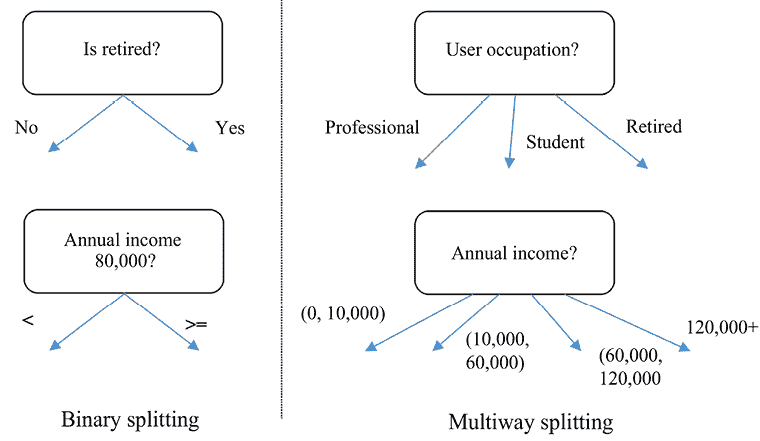 Is retired?
No
Yes
Annual income
80,000?
<
>=
Binary splitting
User occupation?
Professional
Student
Retired
Annual income?
(0, 10,000)
(10,000,
60,000)
(60,000,
120,000
120,000+
Multiway splitting